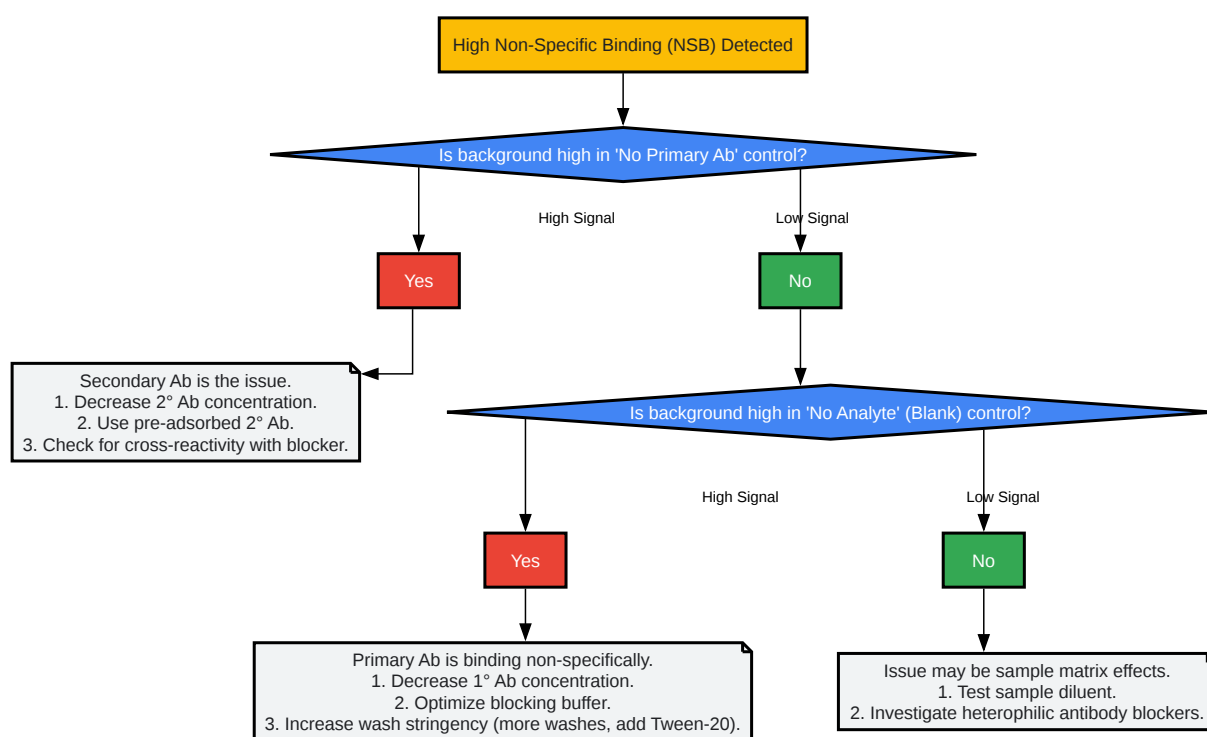 High Non-Specific Binding (NSB) Detected
Is background high in 'No Primary Ab' control?
High Signal
Low Signal
Yes
No
Secondary Ab is the issue.
1. Decrease 2° Ab concentration.
2. Use pre-adsorbed 2° Ab.
3. Check for cross-reactivity with blocker.
Is background high in 'No Analyte' (Blank) control?
High Signal
Low Signal
Yes
No
Primary Ab is binding non-specifically.
1. Decrease 1° Ab concentration.
2. Optimize blocking buffer.
3. Increase wash stringency (more washes, add Tween-20).
Issue may be sample matrix effects.
1. Test sample diluent.
2. Investigate heterophilic antibody blockers.